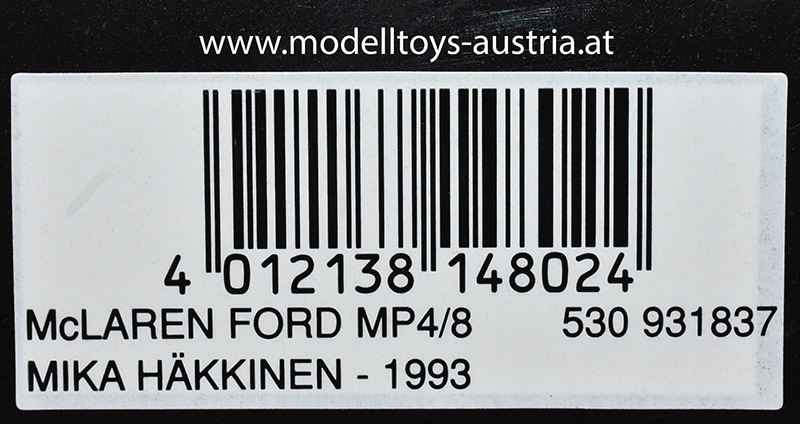 www.modelltoys-austria.at
4 012138 148024
McLAREN FORD MP4/8 530 931837
MIKA HÄKKINEN - 1993